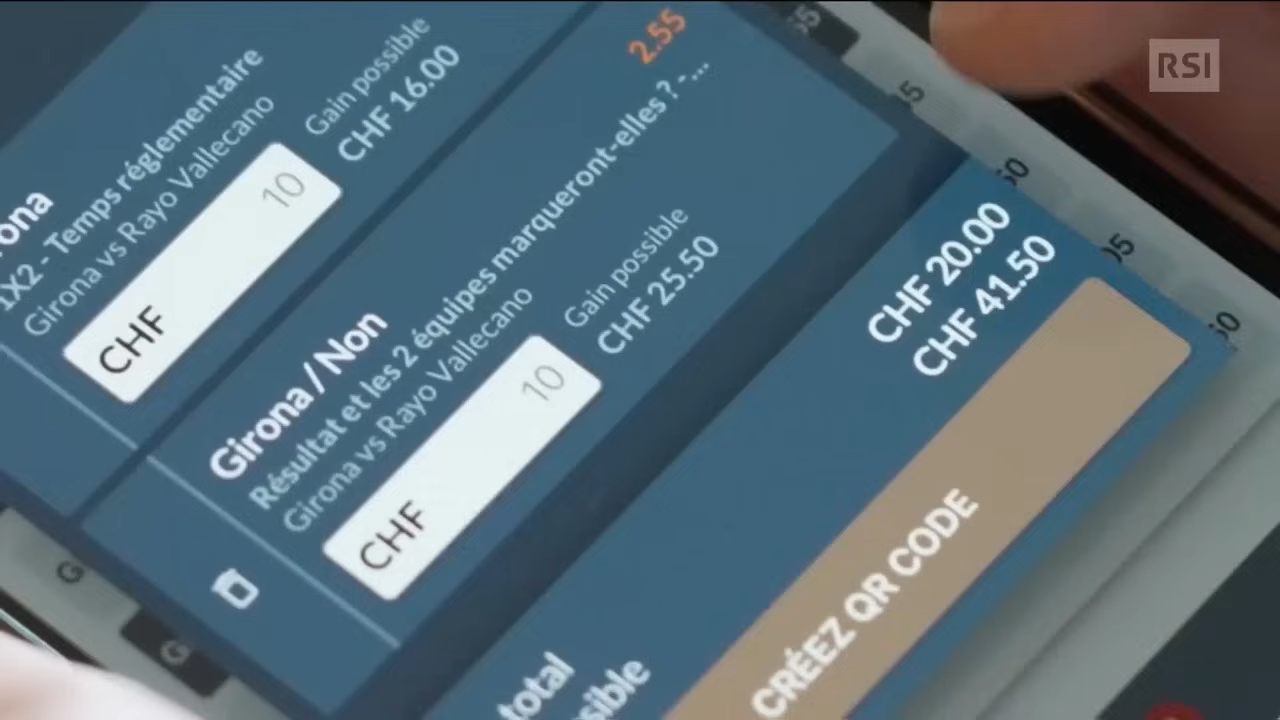 RSI
ona
1X2 - Temps réglementaire
Girona vs Rayo Vallecano
CHF 10
Gain possible
CHF 16.00
Girona / Non
2.55
Résultat et les 2 équipes marqueront-elles ? -...
Girona vs Rayo Vallecano
CHF 10
Gain possible
CHF 25.50
total
CHF 20.00
sible
CHF 41.50
CRÉEZ QR CODE
G
G